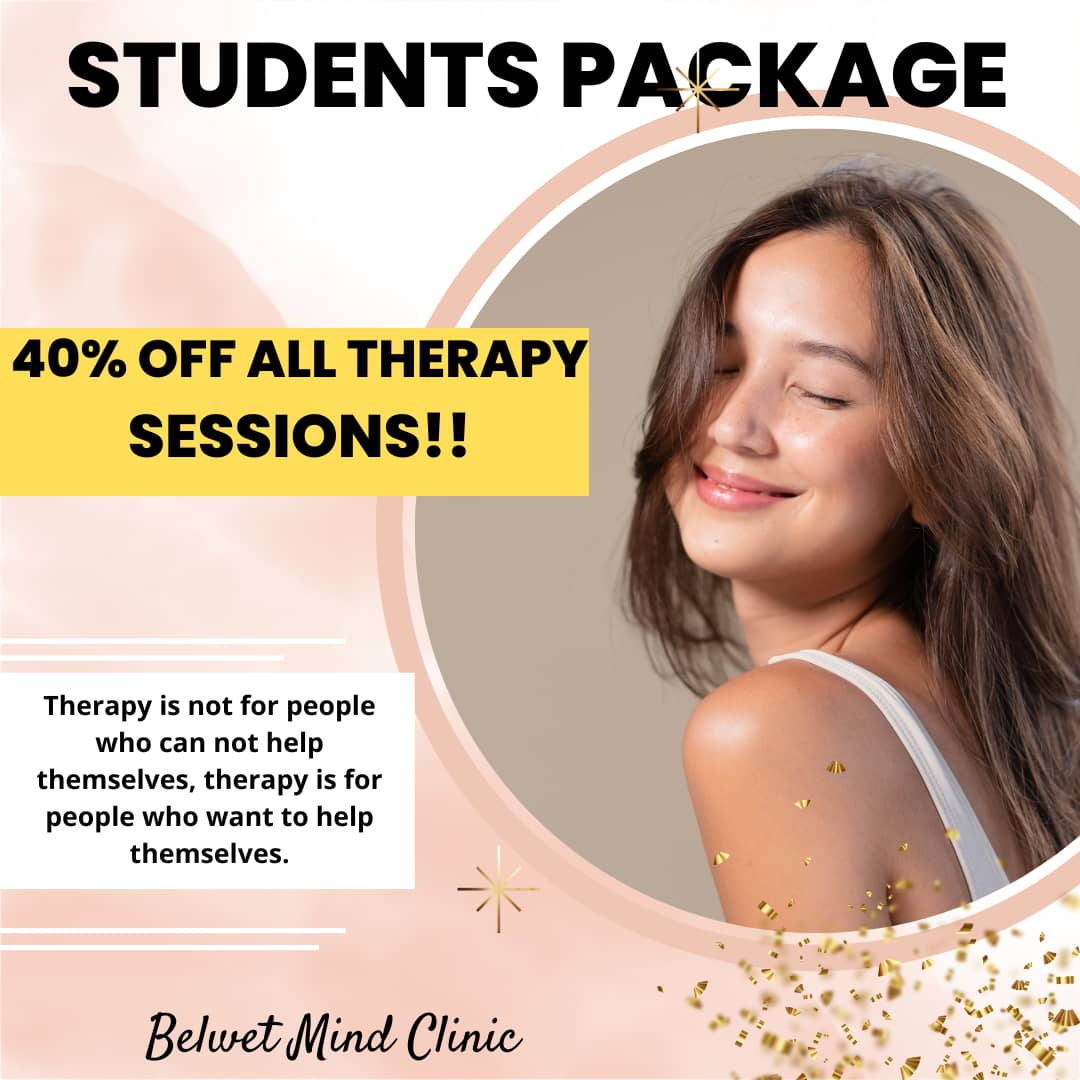 STUDENTS PACKAGE
40% OFF ALL THERAPY
SESSIONS!!
Therapy is not for people
who can not help
themselves, therapy is for
people who want to help
themselves.
Belwet Mind Clinic